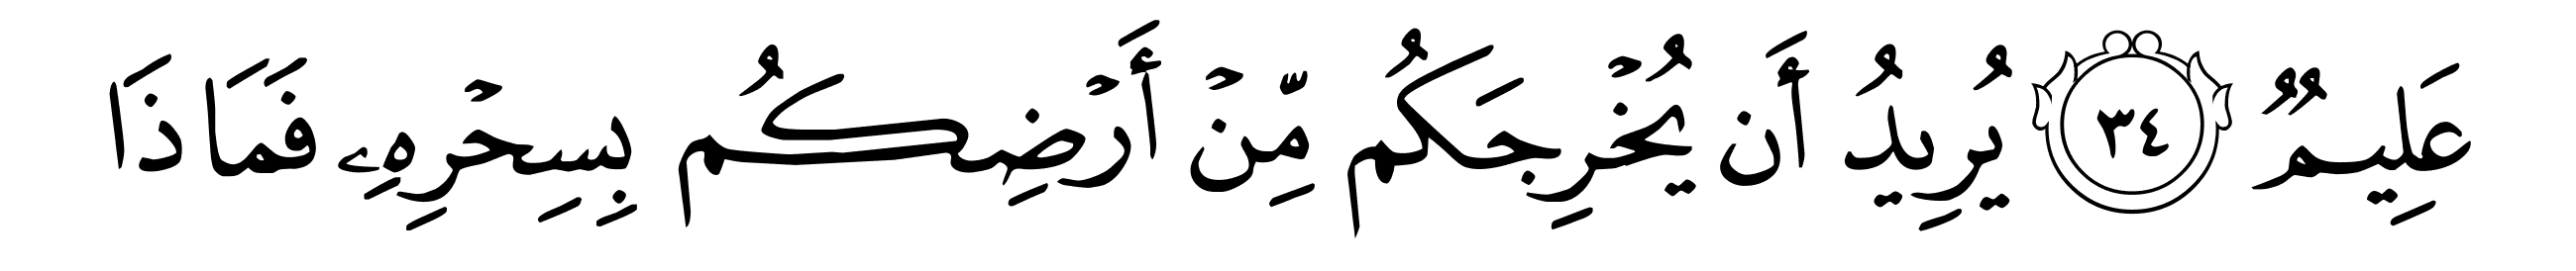 عَلِيمٌ ٣٤ يُرِيدُ أَن يُخْرِجَكُم مِّنْ أَرْضِكُم بِسِحْرِهِۦ فَمَاذَا